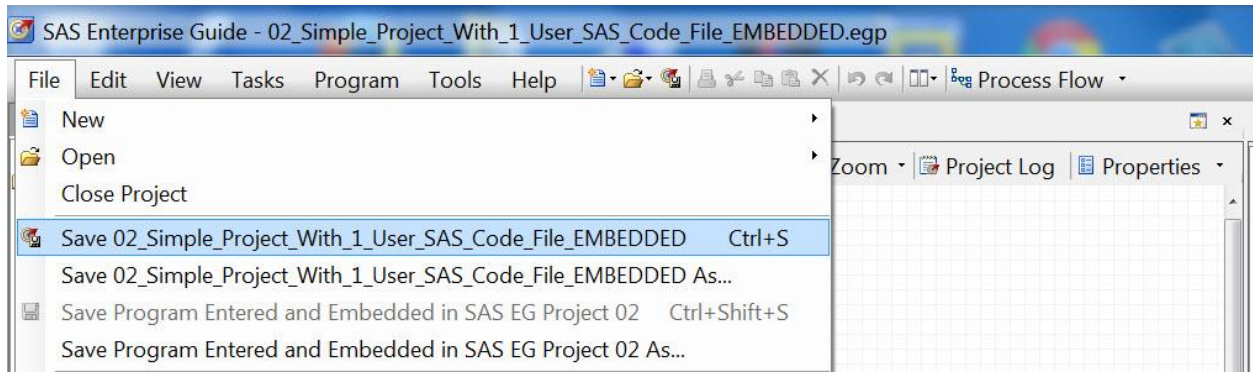 SAS Enterprise Guide - 02_Simple_Project_With_1_User_SAS_Code_File_EMBEDDED.egp
File Edit View Tasks Program Tools Help Process Flow
New
Open
Zoom Project Log Properties
Close Project
Save 02_Simple_Project_With_1_User_SAS_Code_File_EMBEDDED Ctrl+S
Save 02_Simple_Project_With_1_User_SAS_Code_File_EMBEDDED As...
Save Program Entered and Embedded in SAS EG Project 02 Ctrl+Shift+S
Save Program Entered and Embedded in SAS EG Project 02 As...